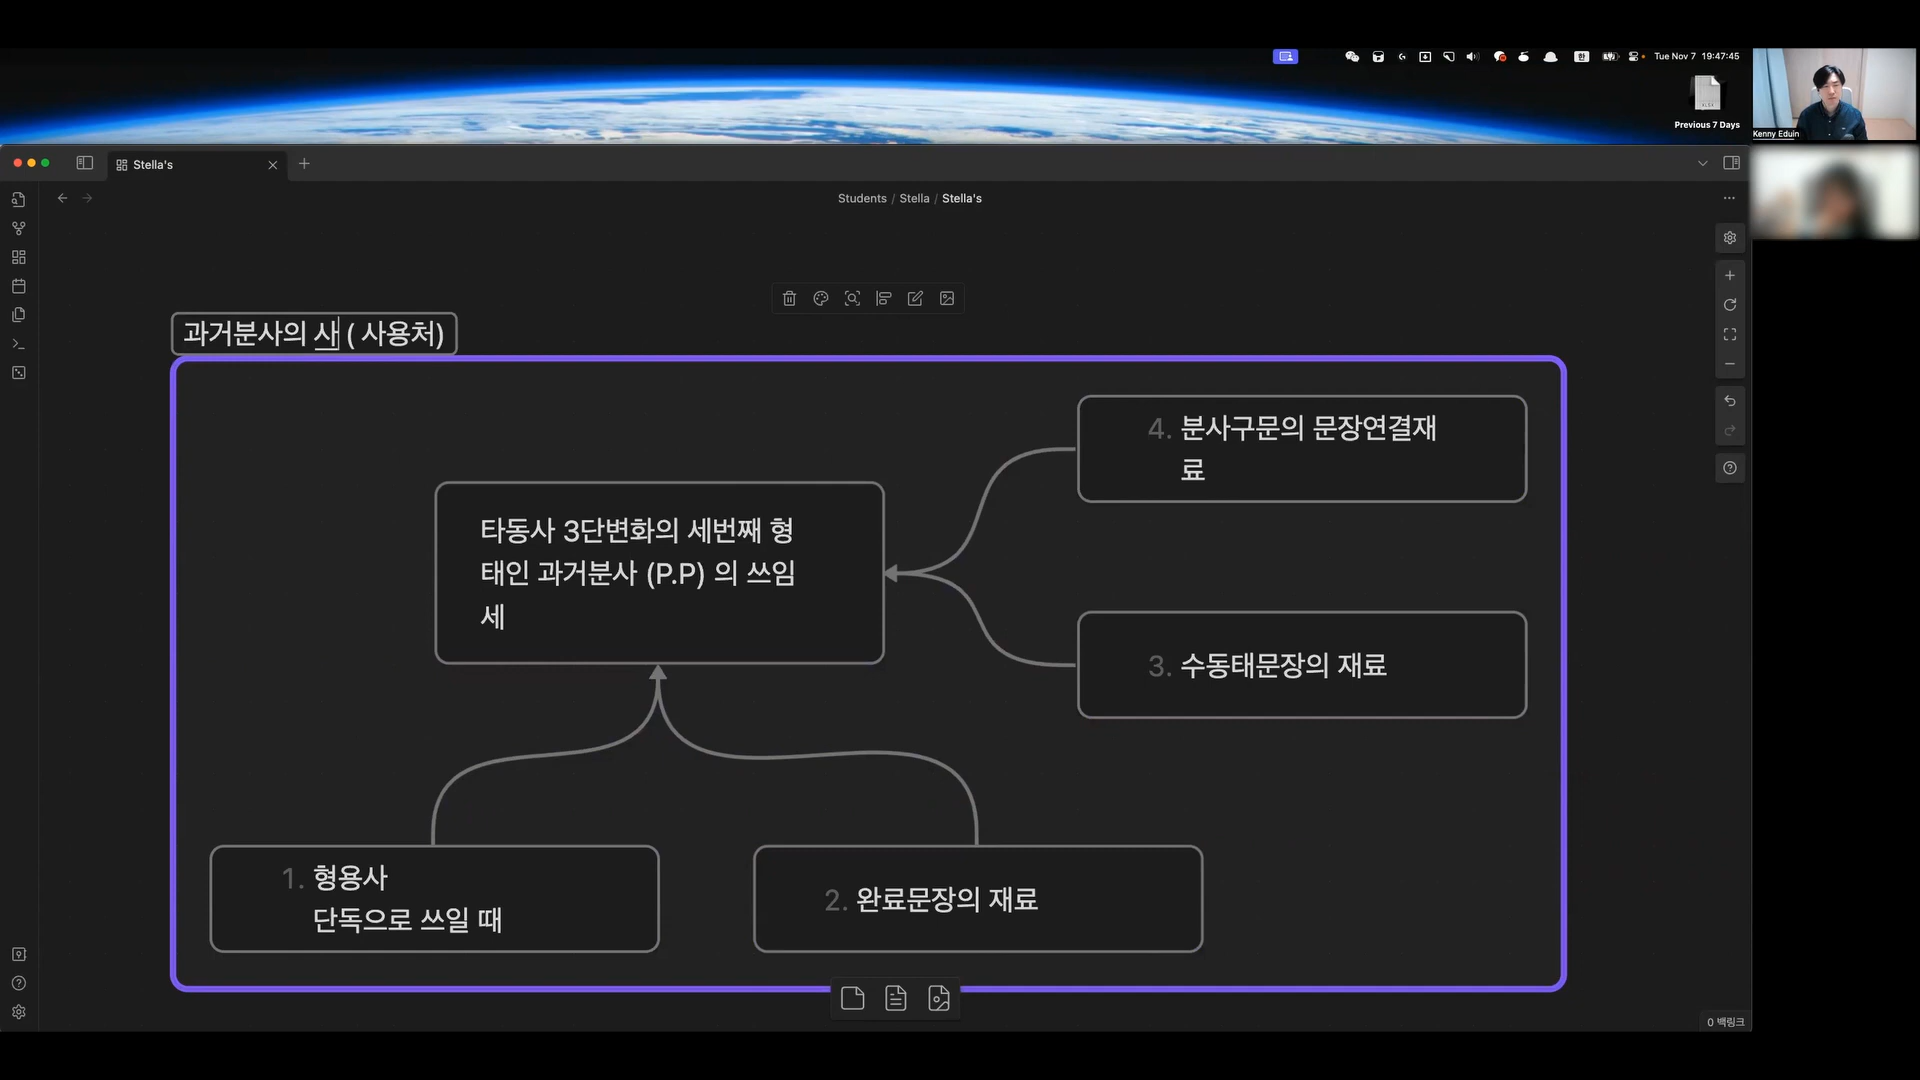 Tue Nov 7 19:47:45
Previous 7 Days
Kenny Eduin
Stella's
Students / Stella / Stella's
과거분사의 사 ( 사용처)
4. 분사구문의 문장연결재
료
타동사 3단변화의 세번째 형
태인 과거분사 (P.P) 의 쓰임
세
3. 수동태문장의 재료
1. 형용사
단독으로 쓰일 때
2. 완료문장의 재료
0 백링크